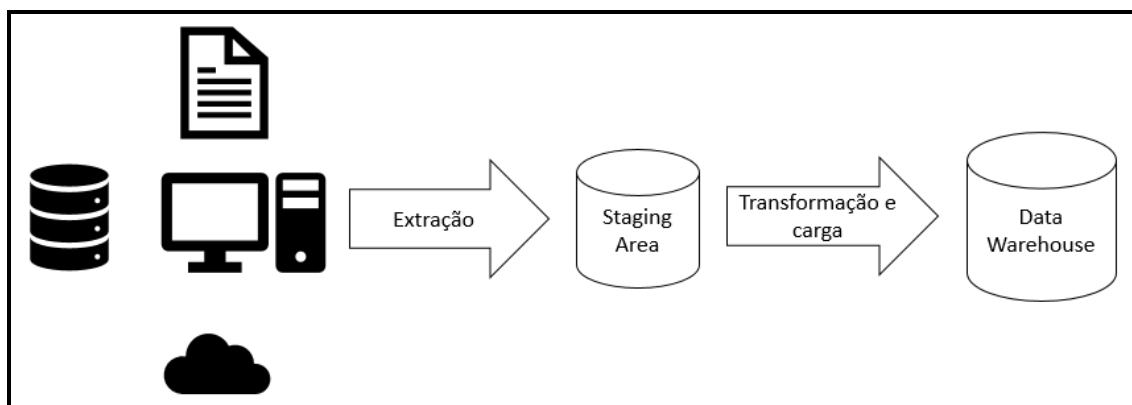 Extração
Staging
Area
Transformação e
carga
Data
Warehouse